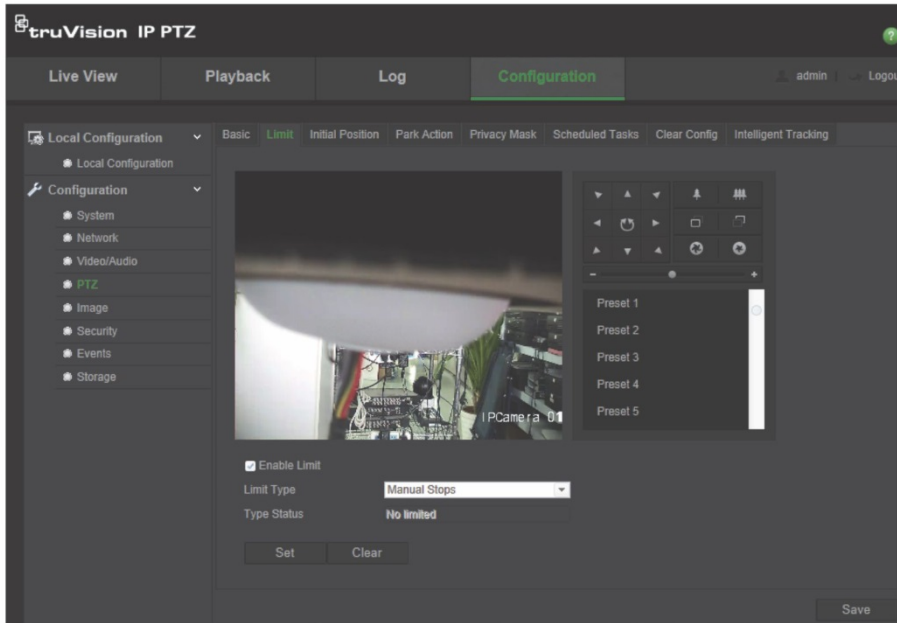 truVision IP PTZ
?
Live View Playback Log Configuration admin Logou
Local Configuration
Local Configuration
Configuration
System
Network
Video/Audio
PTZ
Image
Security
Events
Storage
Basic Limit Initial Position Park Action Privacy Mask Scheduled Tasks Clear Config Intelligent Tracking
IPCamera 01
- +
Preset 1
Preset 2
Preset 3
Preset 4
Preset 5
Enable Limit
Limit Type Manual Stops
Type Status No limited
Set Clear
Save